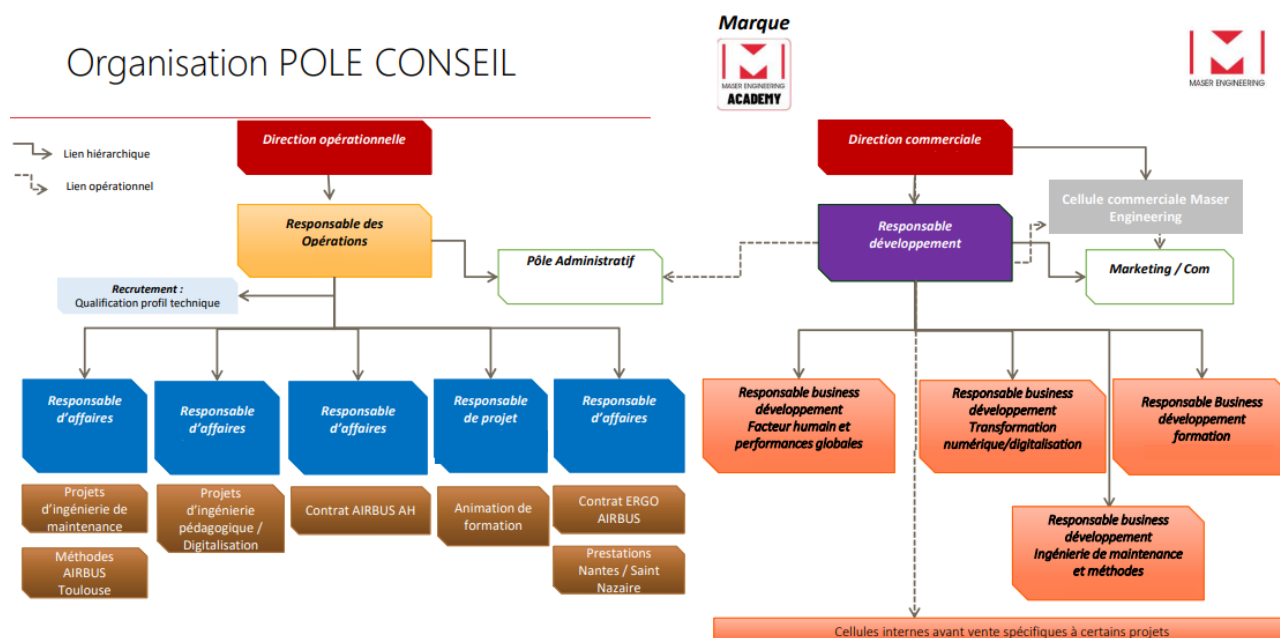 Organisation POLE CONSEIL
Marque
MASER ENGINEERING
ACADEMY
MASER ENGINEERING
Lien hiérarchique
Lien opérationnel
Direction opérationnelle
Responsable des
Opérations
Pôle Administratif
Recrutement :
Qualification profil technique
Responsable
d'affaires
Responsable
d'affaires
Responsable
d'affaires
Responsable
de projet
Responsable
d'affaires
Projets
d'ingénierie de
maintenance
Méthodes
AIRBUS
Toulouse
Projets
d'ingénierie
pédagogique /
Digitalisation
Contrat AIRBUS AH
Animation de
formation
Contrat ERGO
AIRBUS
Prestations
Nantes / Saint
Nazaire
Direction commerciale
Cellule commerciale Maser
Engineering
Responsable
développement
Marketing / Com
Responsable business
développement
Facteur humain et
performances globales
Responsable business
développement
Transformation
numérique/digitalisation
Responsable Business
développement
formation
Responsable business
développement
Ingénierie de maintenance
et méthodes
Cellules internes avant vente spécifiques à certains projets